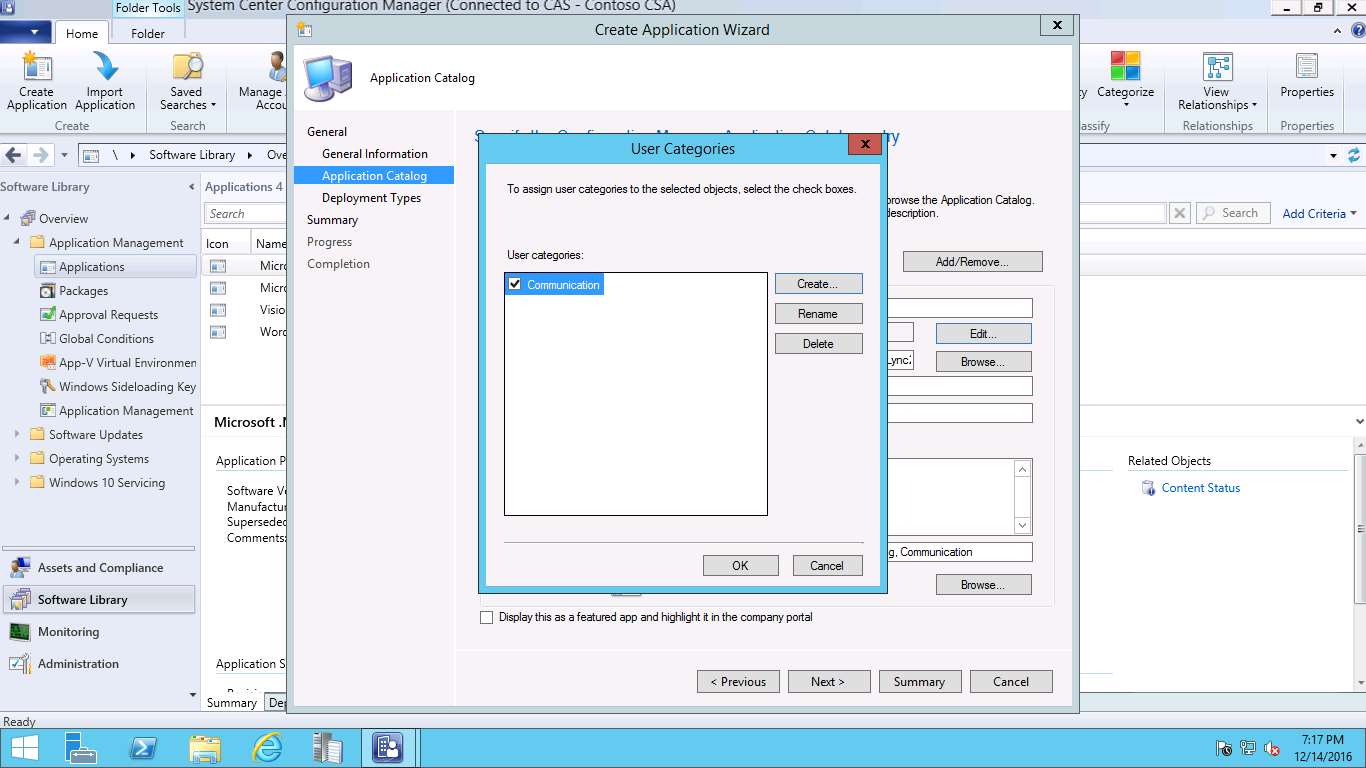 Folder Tools
System Center Configuration Manager (Connected to CAS - Contoso CSA)
Home
Folder
Create Application
Import Application
Saved Searches
Manage
Accou
Create
Search
Categorize
View Relationships
Properties
assify
Relationships
Properties
\ Software Library Ove
Software Library
Applications 4
Search
Search
Add Criteria
Overview
Application Management
Applications
Packages
Approval Requests
Global Conditions
App-V Virtual Environmen
Windows Sideloading Key
Application Management
Software Updates
Operating Systems
Windows 10 Servicing
Icon
Name
Micro
Micro
Visio
Word
Microsoft .
Application P
Software Ve
Manufactur
Superseded
Comments:
Application S
Related Objects
Content Status
Assets and Compliance
Software Library
Monitoring
Administration
Summary
Dep
Ready
Create Application Wizard
x
Application Catalog
General
General Information
Application Catalog
Deployment Types
Summary
Progress
Completion
browse the Application Catalog.
description.
Add/Remove...
Edit...
Browse...
g, Communication
Browse...
Display this as a featured app and highlight it in the company portal
< Previous
Next >
Summary
Cancel
User Categories
x
To assign user categories to the selected objects, select the check boxes.
User categories:
Communication
Create...
Rename
Delete
OK
Cancel
7:17 PM
12/14/2016